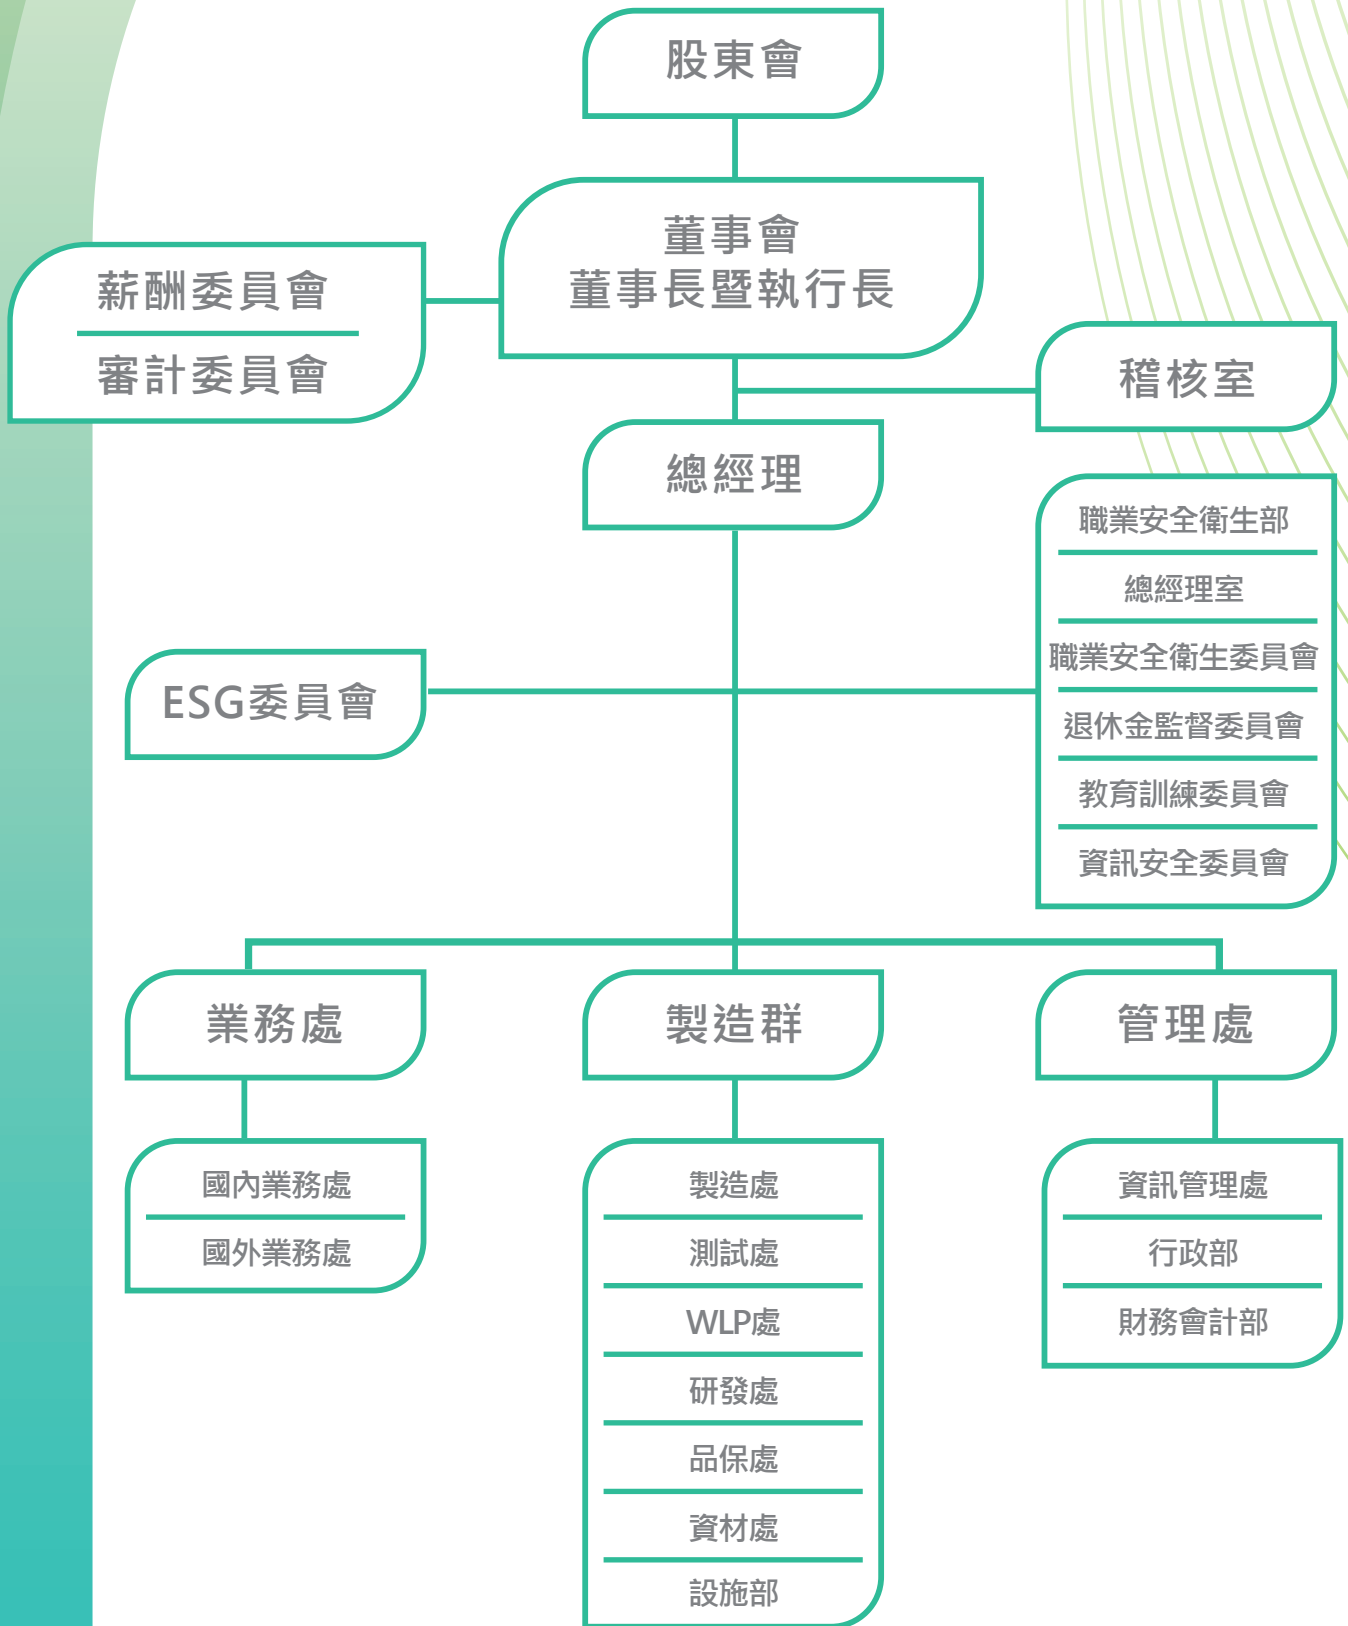 股東會
董事會
董事長暨執行長
薪酬委員會
審計委員會
稽核室
總經理
職業安全衛生部
總經理室
職業安全衛生委員會
退休金監督委員會
教育訓練委員會
資訊安全委員會
ESG委員會
業務處
國內業務處
國外業務處
製造群
製造處
測試處
WLP處
研發處
品保處
資材處
設施部
管理處
資訊管理處
行政部
財務會計部